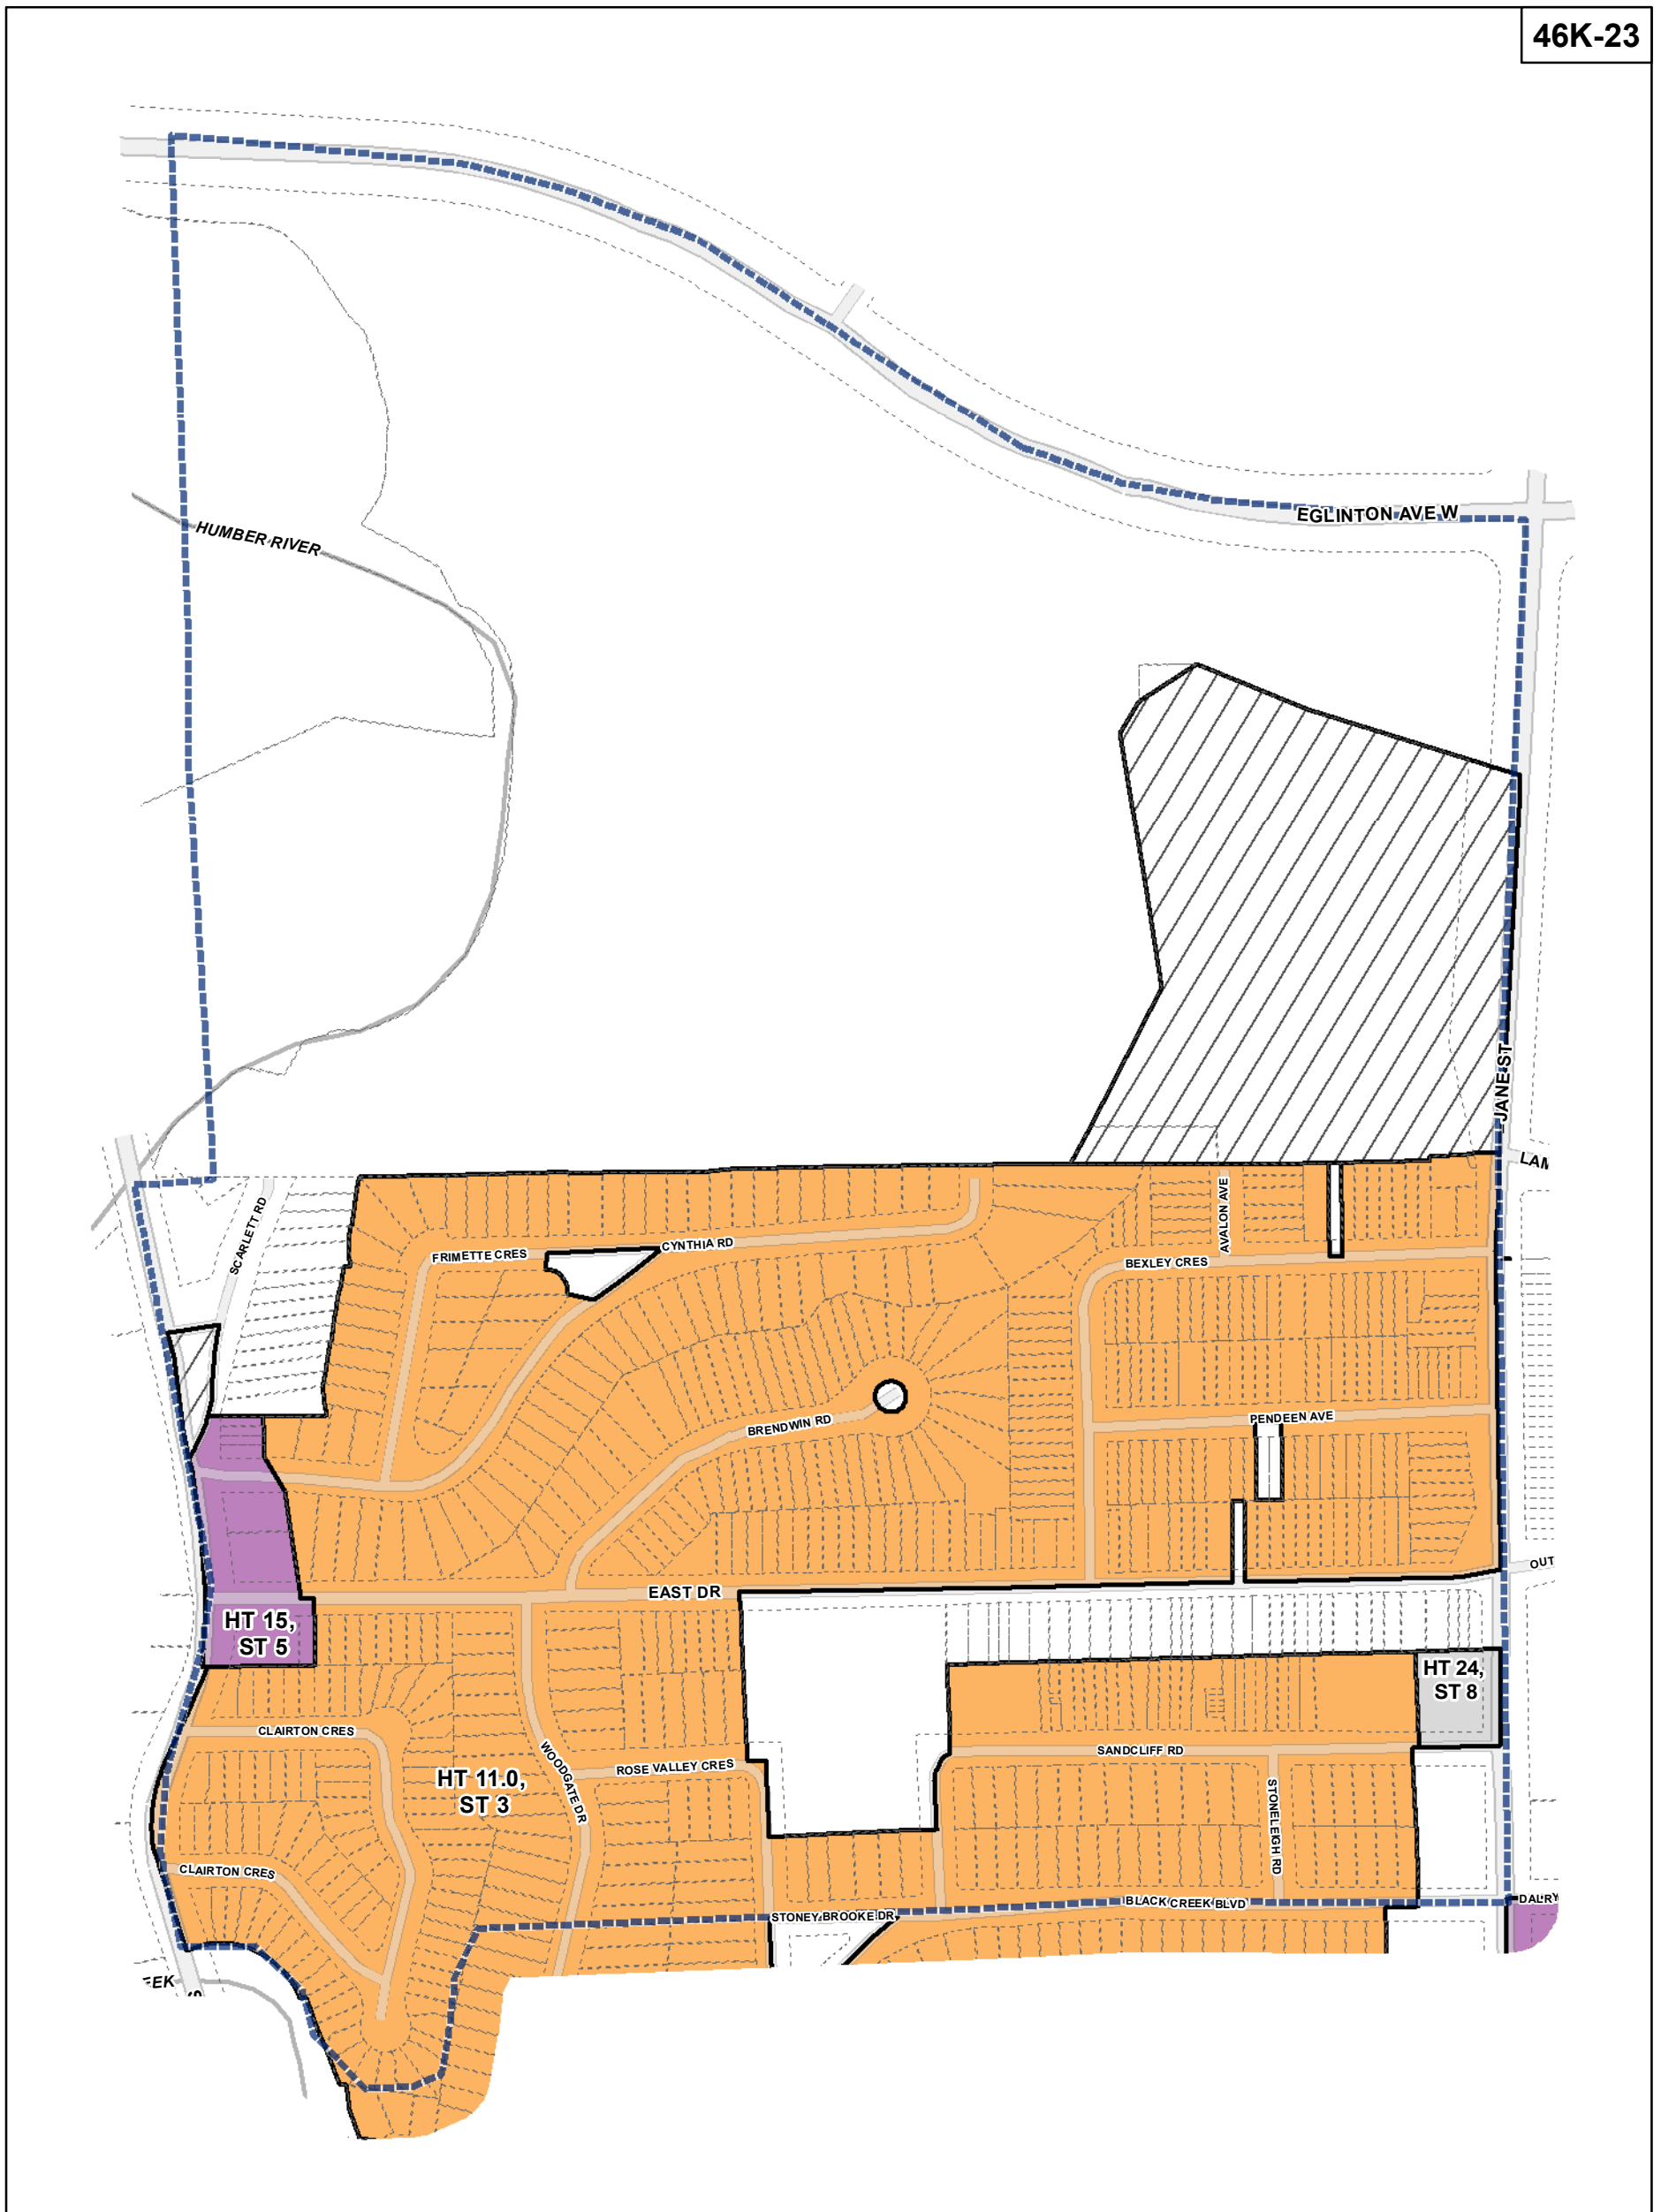 46K-23
EGLINTON AVE W
HUMBER RIVER
JANE ST
LAM
SCARLETT RD
AVALON AVE
FRIMETTE CRES
CYNTHIA RD
BEXLEY CRES
BRENDWIN RD
PENDEEN AVE
OUT
EAST DR
HT 15,
ST 5
HT 24,
ST 8
CLAIRTON CRES
WOODGATE DR
SANDCLIFF RD
ROSE VALLEY CRES
HT 11.0,
ST 3
STONELEIGH RD
CLAIRTON CRES
BLACK CREEK BLVD
DALRY
STONEY BROOKE DR
EEK